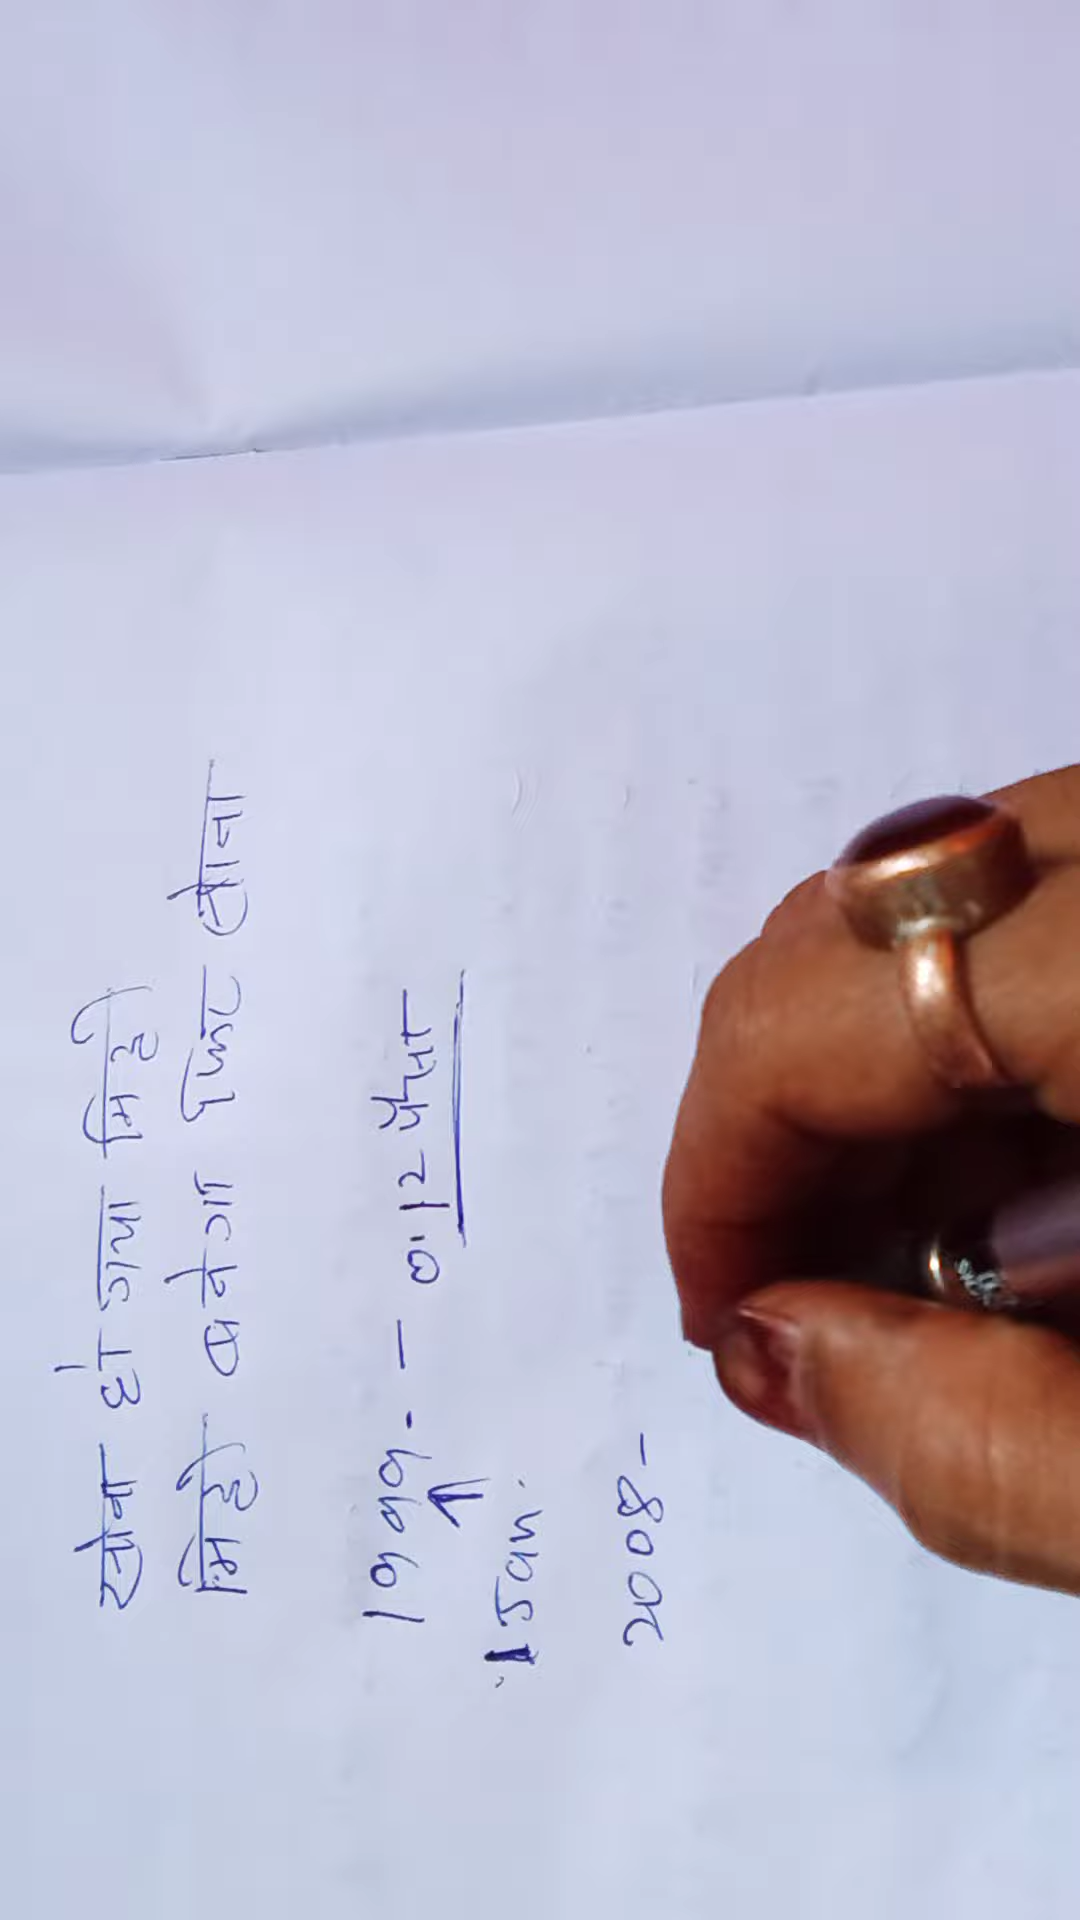 सोना हो गया मिट्टी
मिट्टी बनेगा फिर सोना
1999. - 0.12 पैसा
1 Jan.
2008-